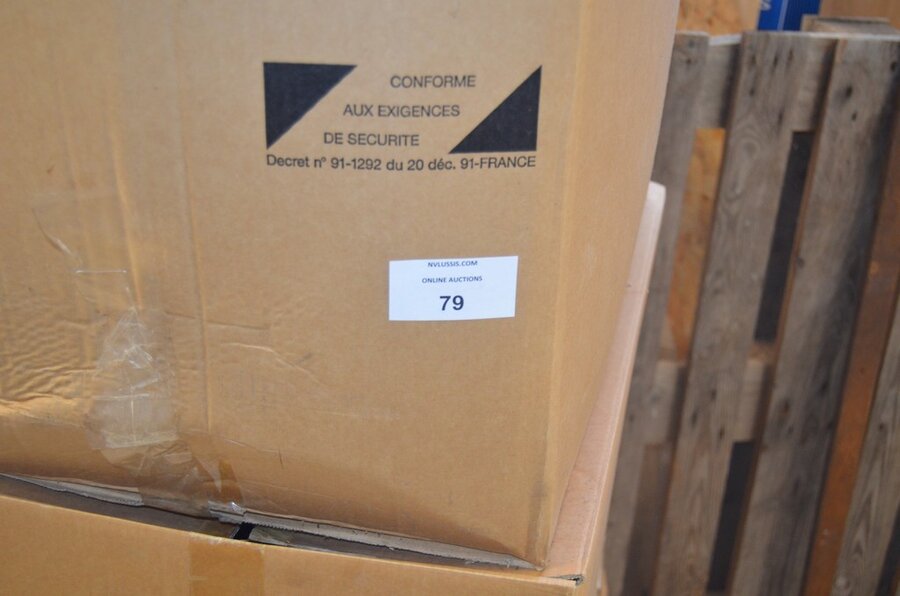 CONFORME
AUX EXIGENCES
DE SECURITE
Decret n° 91-1292 du 20 déc. 91-FRANCE
NVLUSSIS.COM
ONLINE AUCTIONS
79